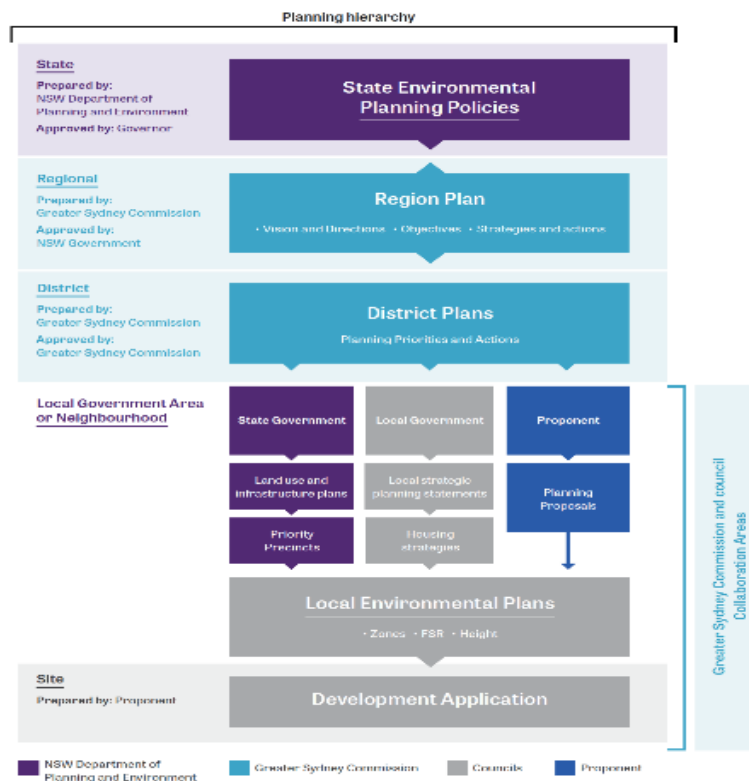 Planning hierarchy
State
Prepared by:
NSW Department of
Planning and Environment
Approved by: Governor
State Environmental
Planning Policies
Regional
Prepared by:
Greater Sydney Commission
Approved by:
NSW Government
Region Plan
• Vision and Directions • Objectives • Strategies and actions
District
Prepared by:
Greater Sydney Commission
Approved by:
Greater Sydney Commission
District Plans
Planning Priorities and Actions
Local Government Area
or Neighbourhood
State Government
Local Government
Proponent
Land use and
infrastructure plans
Local strategic
planning statements
Planning
Proposals
Priority
Precincts
Housing
strategies
Local Environmental Plans
• Zones • FSR • Height
Site
Prepared by: Proponent
Development Application
Greater Sydney Commission and council
Collaboration Areas
NSW Department of
Planning and Environment
Greater Sydney Commission
Councils
Proponent